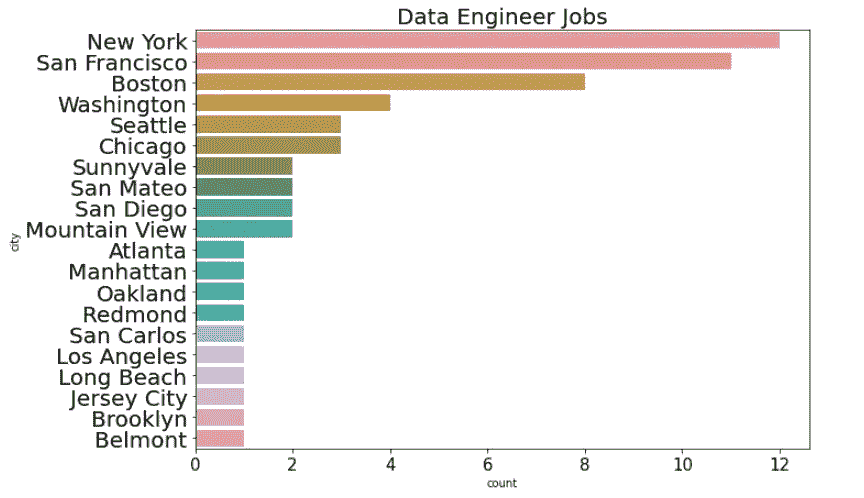 Data Engineer Jobs
New York
San Francisco
Boston
Washington
Seattle
Chicago
Sunnyvale
San Mateo
San Diego
Mountain View
Atlanta
Manhattan
Oakland
Redmond
San Carlos
Los Angeles
Long Beach
Jersey City
Brooklyn
Belmont
city
0 2 4 6 8 10 12
count